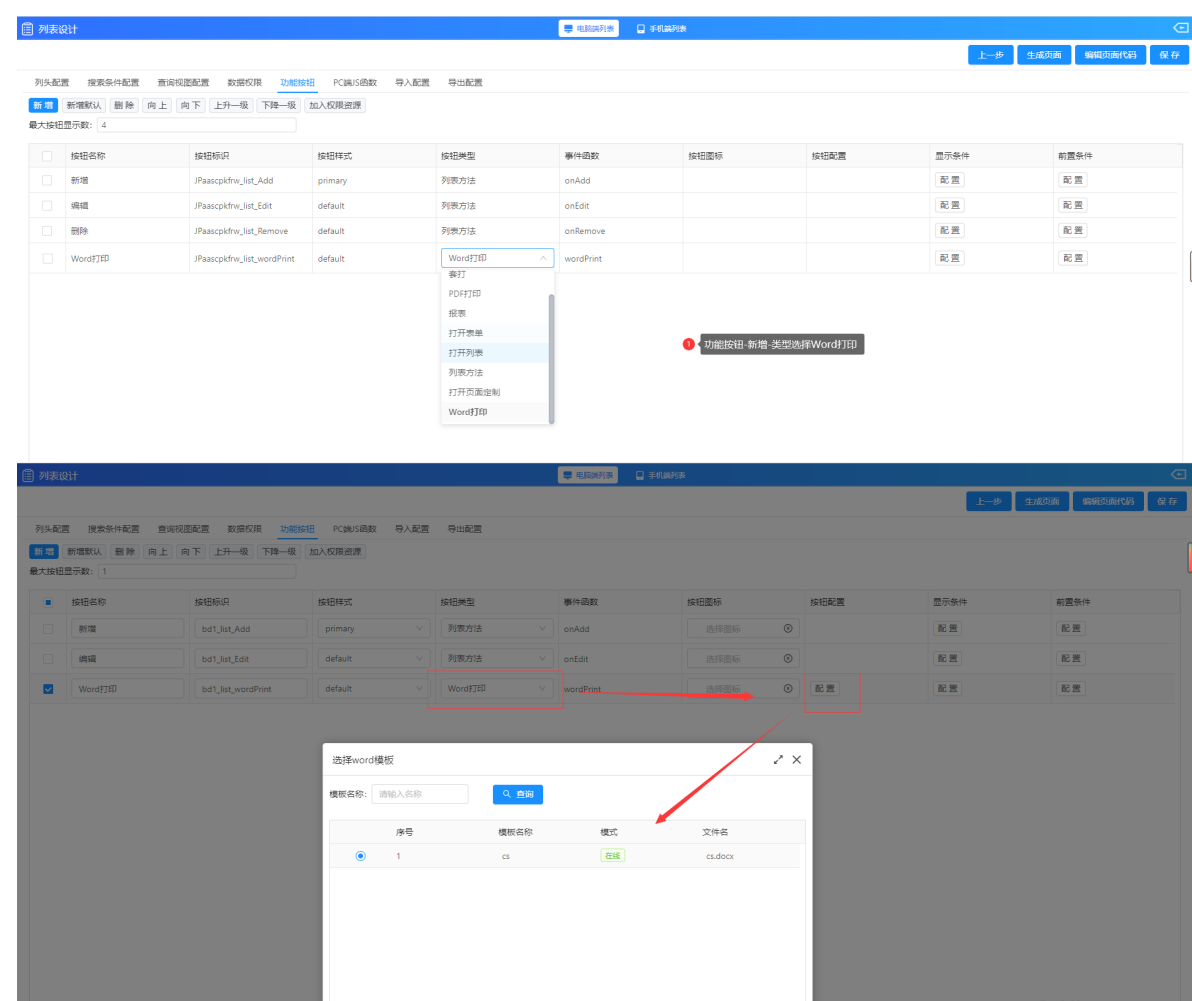 列表设计 电脑端列表 手机端列表
上一步 生成页面 编辑页面代码 保存
列头配置 搜索条件配置 查询视图配置 数据权限 功能按钮 PC端JS函数 导入配置 导出配置
新增 新增默认 删除 向上 向下 上升一级 下降一级 加入权限资源
最大按钮显示数: 4
按钮名称 按钮标识 按钮样式 按钮类型 事件函数 按钮图标 按钮配置 显示条件 前置条件
新增 JPaascpkfrw_list_Add primary 列表方法 onAdd 配置 配置
编辑 JPaascpkfrw_list_Edit default 列表方法 onEdit 配置 配置
删除 JPaascpkfrw_list_Remove default 列表方法 onRemove 配置 配置
Word打印 JPaascpkfrw_list_wordPrint default Word打印 wordPrint 配置 配置
套打
PDF打印
报表
打开表单
打开列表
列表方法
打开页面定制
Word打印
1 功能按钮-新增-类型选择Word打印
列表设计 电脑端列表 手机端列表
上一步 生成页面 编辑页面代码 保存
列头配置 搜索条件配置 查询视图配置 数据权限 功能按钮 PC端JS函数 导入配置 导出配置
新增 新增默认 删除 向上 向下 上升一级 下降一级 加入权限资源
最大按钮显示数: 1
按钮名称 按钮标识 按钮样式 按钮类型 事件函数 按钮图标 按钮配置 显示条件 前置条件
新增 bd1_list_Add primary 列表方法 onAdd 选择图标 配置 配置
编辑 bd1_list_Edit default 列表方法 onEdit 选择图标 配置 配置
Word打印 bd1_list_wordPrint default Word打印 wordPrint 选择图标 配置 配置 配置
选择word模板
模板名称: 请输入名称 查询
序号 模板名称 模式 文件名
1 cs 在线 cs.docx